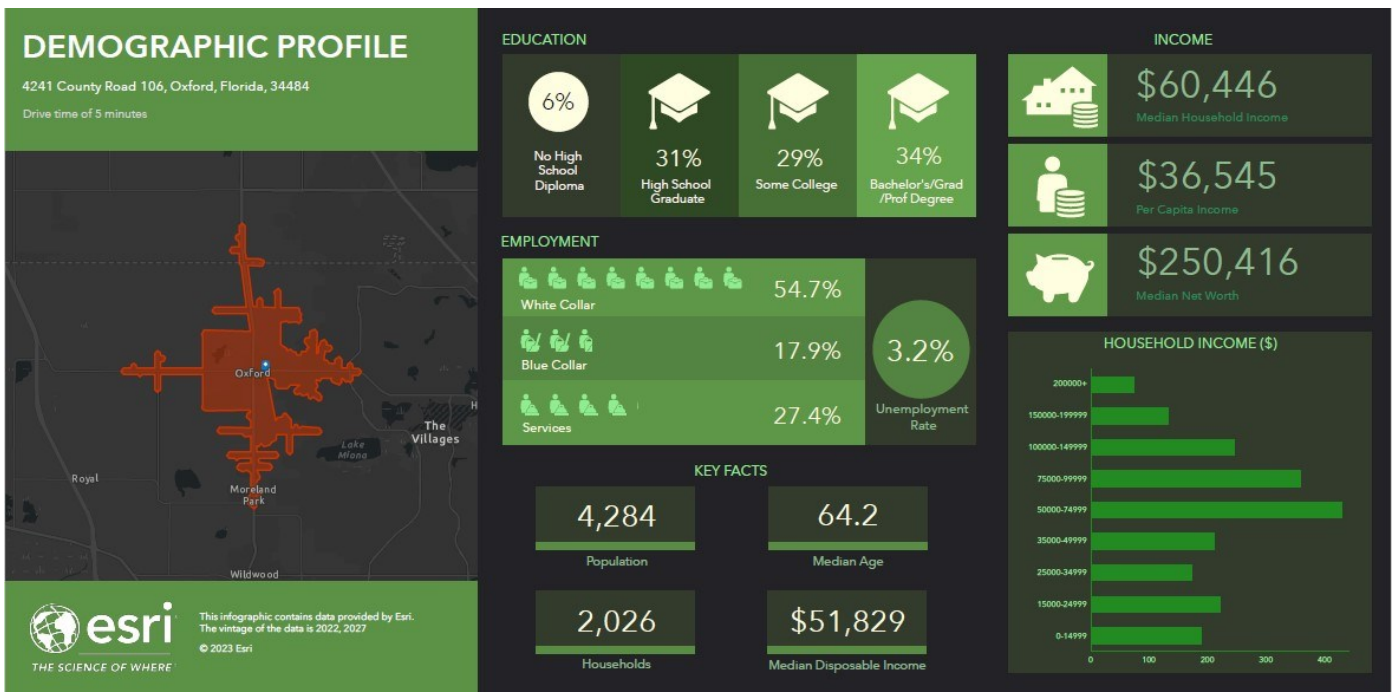 DEMOGRAPHIC PROFILE
4241 County Road 106, Oxford, Florida, 34484
Drive time of 5 minutes
Oxford
The
Villages
Lake
Miona
Royal
Moreland
Park
Wildwood
esri
THE SCIENCE OF WHERE
This infographic contains data provided by Esri.
The vintage of the data is 2022, 2027
© 2023 Esri
EDUCATION
6%
No High
School
Diploma
31%
High School
Graduate
29%
Some College
34%
Bachelor's/Grad
/Prof Degree
EMPLOYMENT
White Collar
54.7%
Blue Collar
17.9%
Services
27.4%
3.2%
Unemployment
Rate
KEY FACTS
4,284
Population
64.2
Median Age
2,026
Households
$51,829
Median Disposable Income
INCOME
$60,446
Median Household Income
$36,545
Per Capita Income
$250,416
Median Net Worth
HOUSEHOLD INCOME ($)
200000+
150000-199999
100000-149999
75000-99999
50000-74999
35000-49999
25000-34999
15000-24999
0-14999
0 100 200 300 400